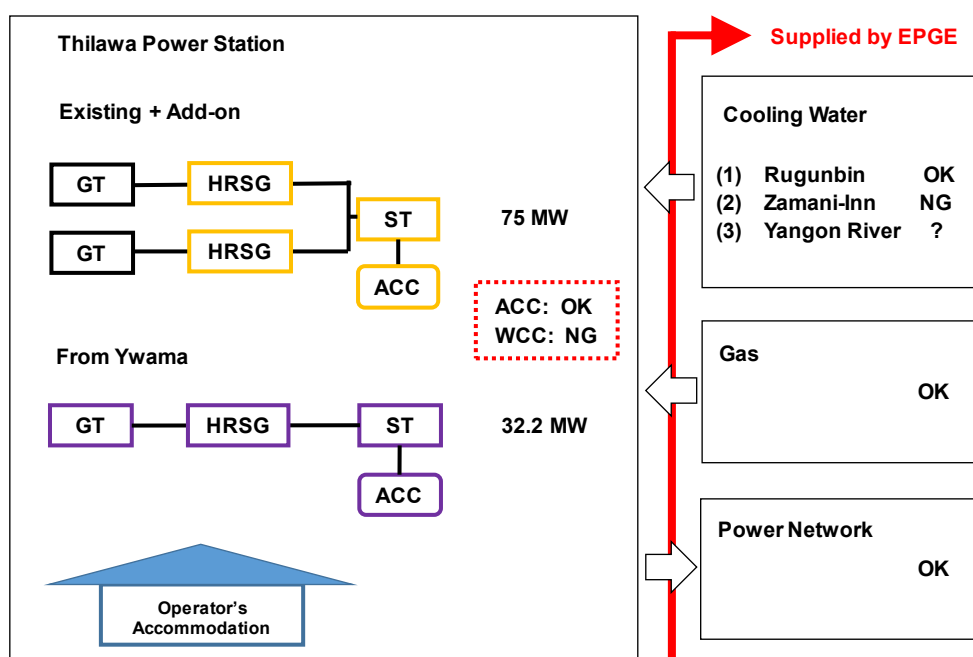 Thilawa Power Station
Existing + Add-on
GT HRSG
ST 75 MW
GT HRSG
ACC
ACC: OK
WCC: NG
From Ywama
GT HRSG ST 32.2 MW
ACC
Operator's
Accommodation
Supplied by EPGE
Cooling Water
(1) Rugunbin OK
(2) Zamani-Inn NG
(3) Yangon River ?
Gas
OK
Power Network
OK